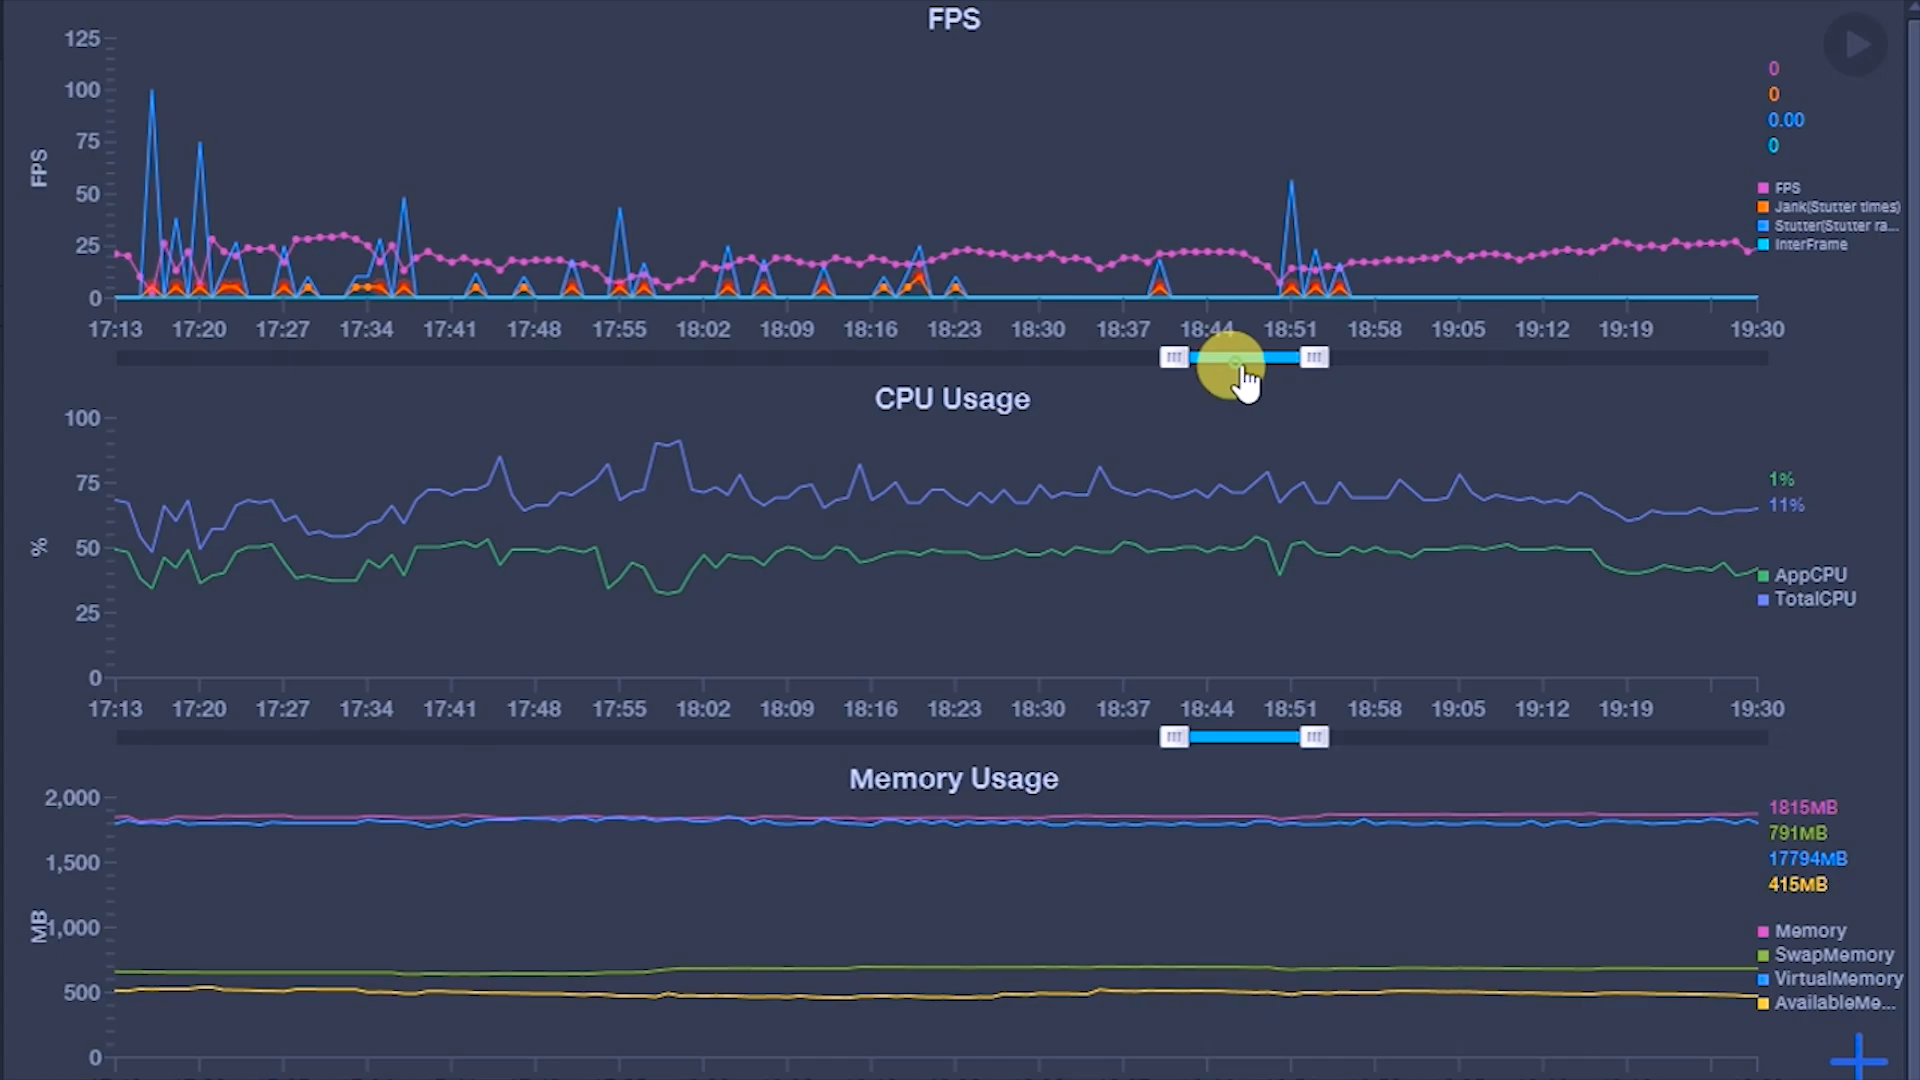 FPS
125
100
75
50
25
0
FPS
0
0
0.00
0
FPS
Jank(Stutter times)
Stutter(Stutter ra...
InterFrame
17:13 17:20 17:27 17:34 17:41 17:48 17:55 18:02 18:09 18:16 18:23 18:30 18:37 18:44 18:51 18:58 19:05 19:12 19:19 19:30
CPU Usage
100
75
50
25
0
%
1%
11%
AppCPU
TotalCPU
17:13 17:20 17:27 17:34 17:41 17:48 17:55 18:02 18:09 18:16 18:23 18:30 18:37 18:44 18:51 18:58 19:05 19:12 19:19 19:30
Memory Usage
2,000
1,500
1,000
500
0
MB
1815MB
791MB
17794MB
415MB
Memory
SwapMemory
VirtualMemory
AvailableMe...